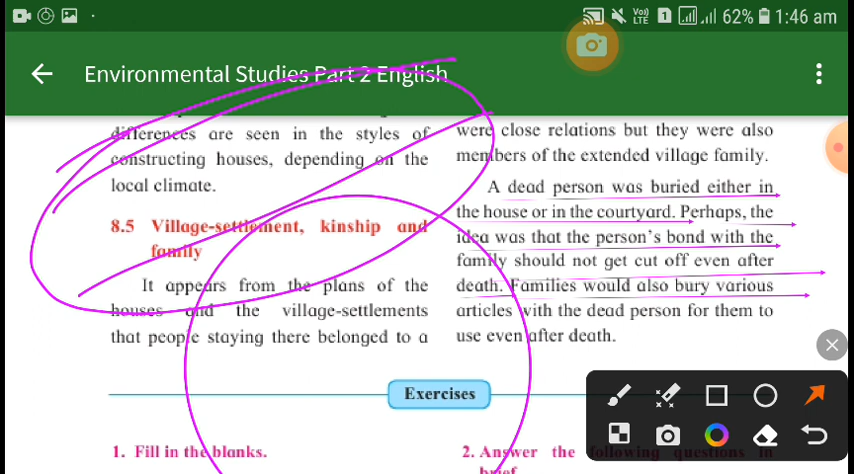 Vo)
LTE
1
62%
1:46 am
Environmental Studies Part 2 English
differences are seen in the styles of
constructing houses, depending on the
local climate.
8.5 Village-settlement, kinship and
family
It appears from the plans of the
houses and the village-settlements
that people staying there belonged to a
were close relations but they were also
members of the extended village family.
A dead person was buried either in
the house or in the courtyard. Perhaps, the
idea was that the person's bond with the
family should not get cut off even after
death. Families would also bury various
articles with the dead person for them to
use even after death.
Exercises
1. Fill in the blanks.
2. Answer the following questions in
brief